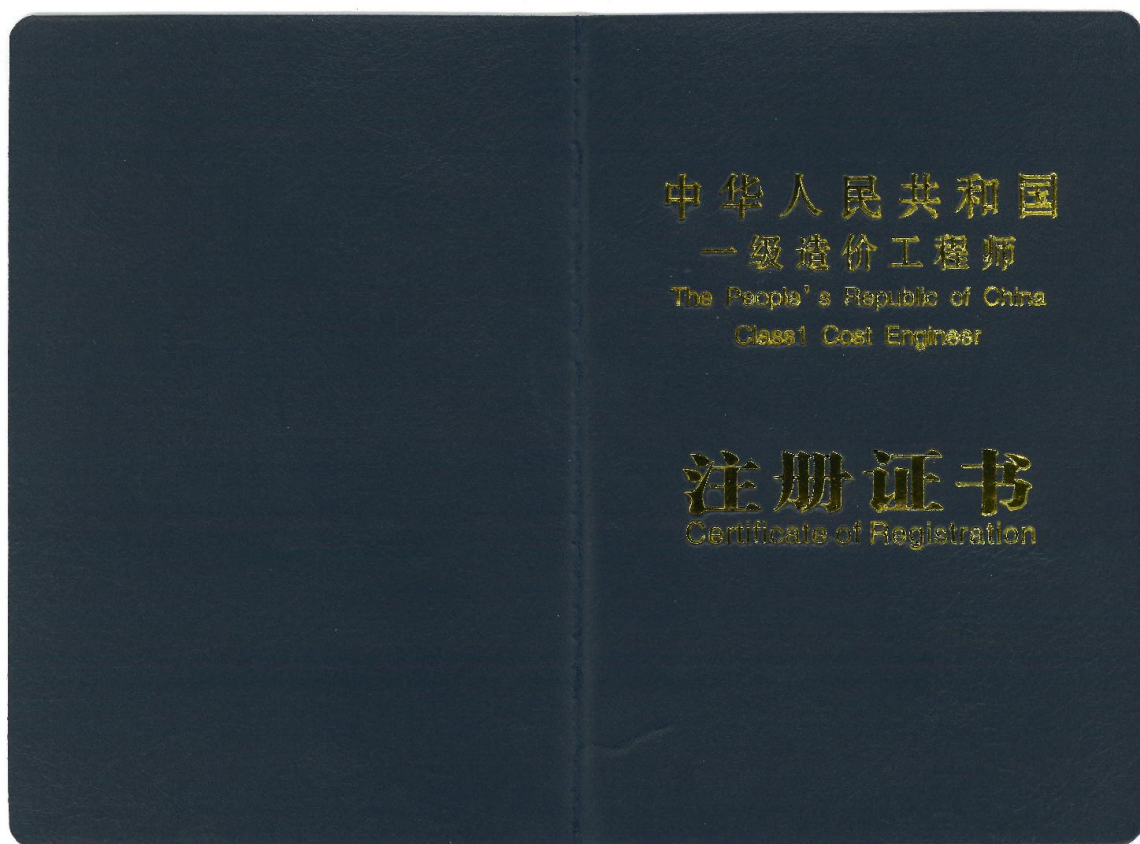 中华人民共和国
一级造价工程师
The People's Republic of China
Class1 Cost Engineer
注册证书
Certificate of Registration